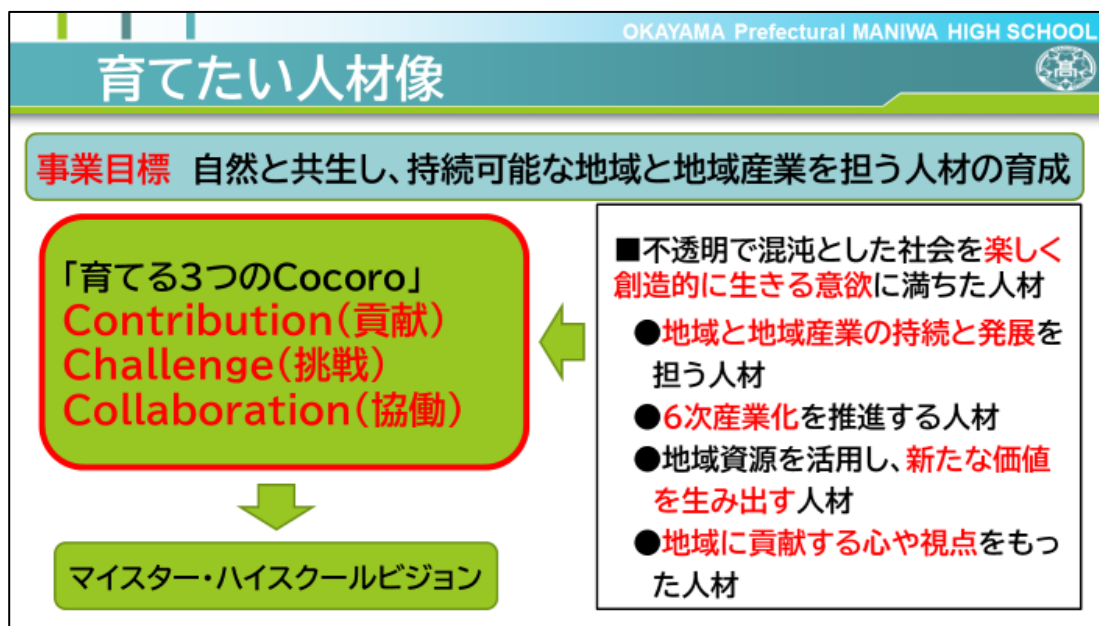 OKAYAMA Prefectural MANIWA HIGH SCHOOL
育てたい人材像
髙
事業目標 自然と共生し、持続可能な地域と地域産業を担う人材の育成
「育てる3つのCocoro」
Contribution(貢献)
Challenge(挑戦)
Collaboration(協働)
マイスター・ハイスクールビジョン
■不透明で混沌とした社会を楽しく
創造的に生きる意欲に満ちた人材
●地域と地域産業の持続と発展を
担う人材
●6次産業化を推進する人材
●地域資源を活用し、新たな価値
を生み出す人材
●地域に貢献する心や視点をもっ
た人材